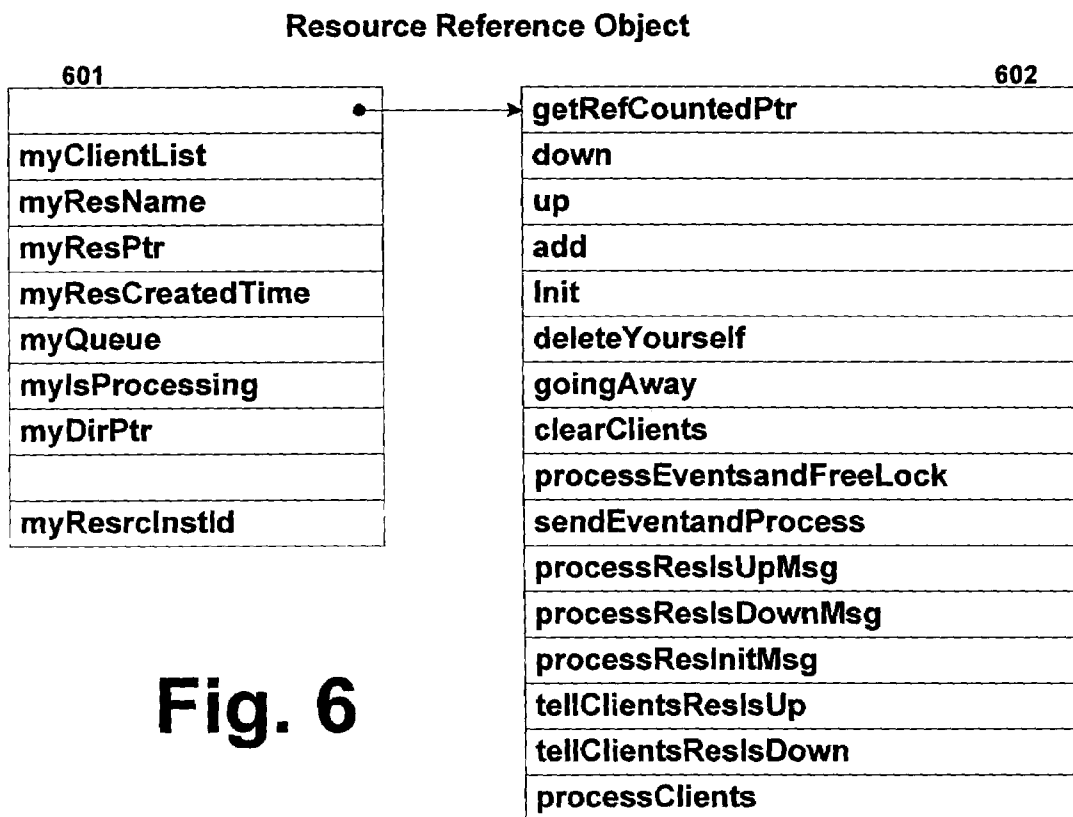 Resource Reference Object
601
602
getRefCountedPtr
myClientList
down
myResName
up
myResPtr
add
myResCreatedTime
Init
myQueue
deleteYourself
myIsProcessing
goingAway
myDirPtr
clearClients
processEventsandFreeLock
myResrcInstId
sendEventandProcess
processResIsUpMsg
processResIsDownMsg
processResInitMsg
tellClientsResIsUp
tellClientsResIsDown
processClients
Fig. 6